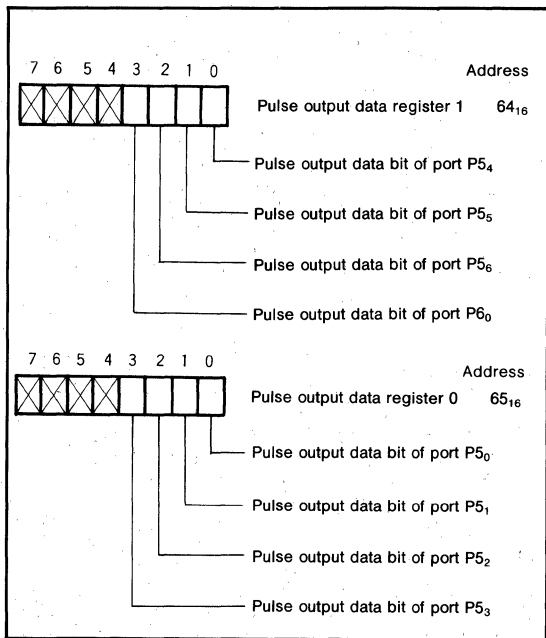 7 6 5 4 3 2 1 0 Address
Pulse output data register 1 64₁₆
Pulse output data bit of port P5₄
Pulse output data bit of port P5₅
Pulse output data bit of port P5₆
Pulse output data bit of port P6₀
7 6 5 4 3 2 1 0 Address
Pulse output data register 0 65₁₆
Pulse output data bit of port P5₀
Pulse output data bit of port P5₁
Pulse output data bit of port P5₂
Pulse output data bit of port P5₃